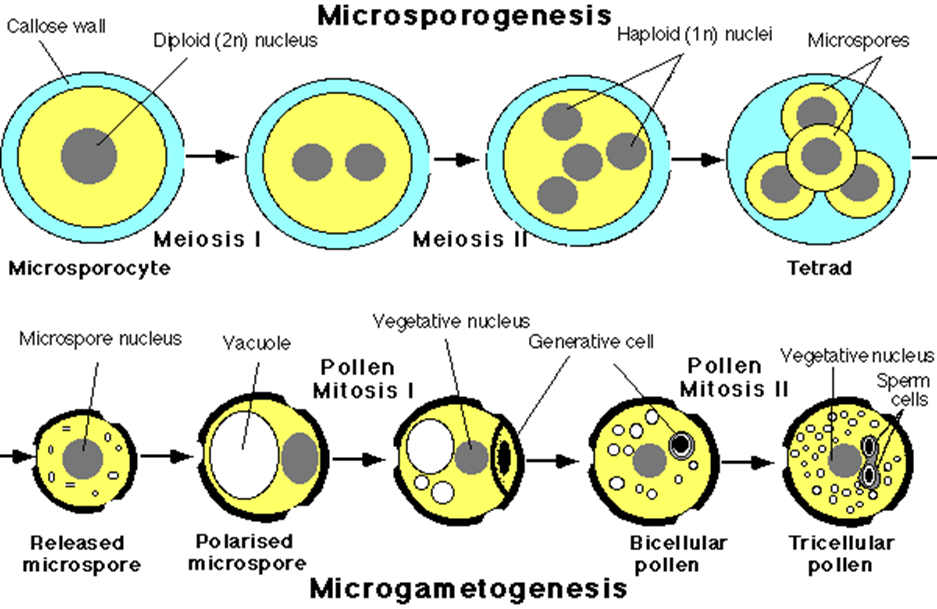 Microsporogenesis
Callose wall
Diploid (2n) nucleus
Haploid (1n) nuclei
Microspores
Meiosis I
Meiosis II
Microsporocyte
Tetrad
Microspore nucleus
Vacuole
Vegetative nucleus
Generative cell
Pollen
Mitosis I
Pollen
Mitosis II
Vegetative nucleus
Sperm
cells
Released
microspore
Polarised
microspore
Bicellular
pollen
Tricellular
pollen
Microgametogenesis